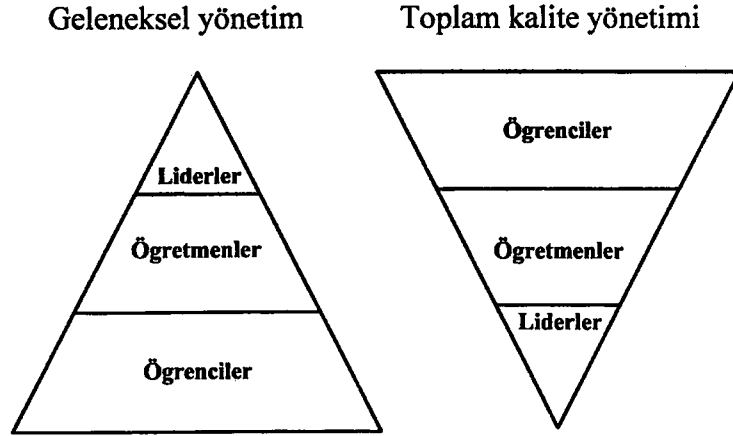 Geleneksel yönetim
Liderler
Ögretmenler
Ögrenciler
Toplam kalite yönetimi
Ögrenciler
Ögretmenler
Liderler